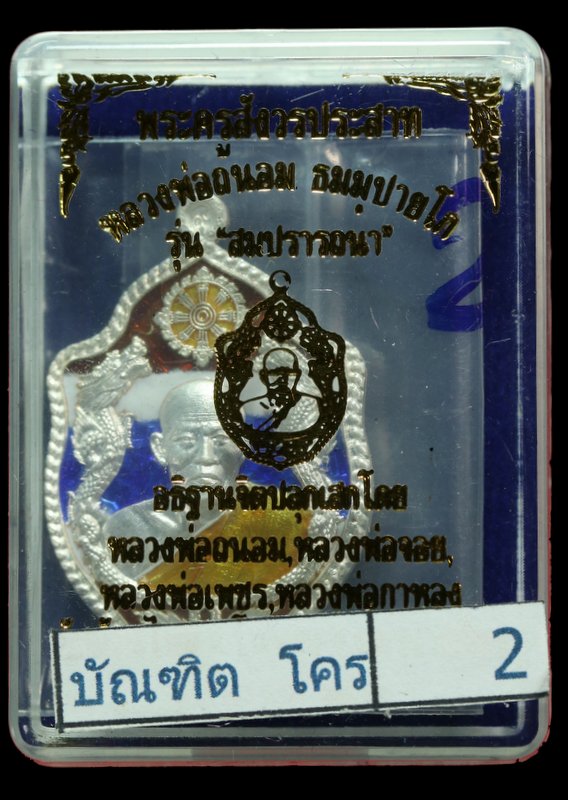 พระครูสังวรประสาท
หลวงพ่อถนอม ธมฺมปายโก
รุ่น "สมปรารถนา"
อธิฐานจิตปลุกเสกโดย
หลวงพ่อถนอม,หลวงพ่อจอย,
หลวงพ่อเพชร,หลวงพ่อกาหลง
บัณฑิต โคร 2